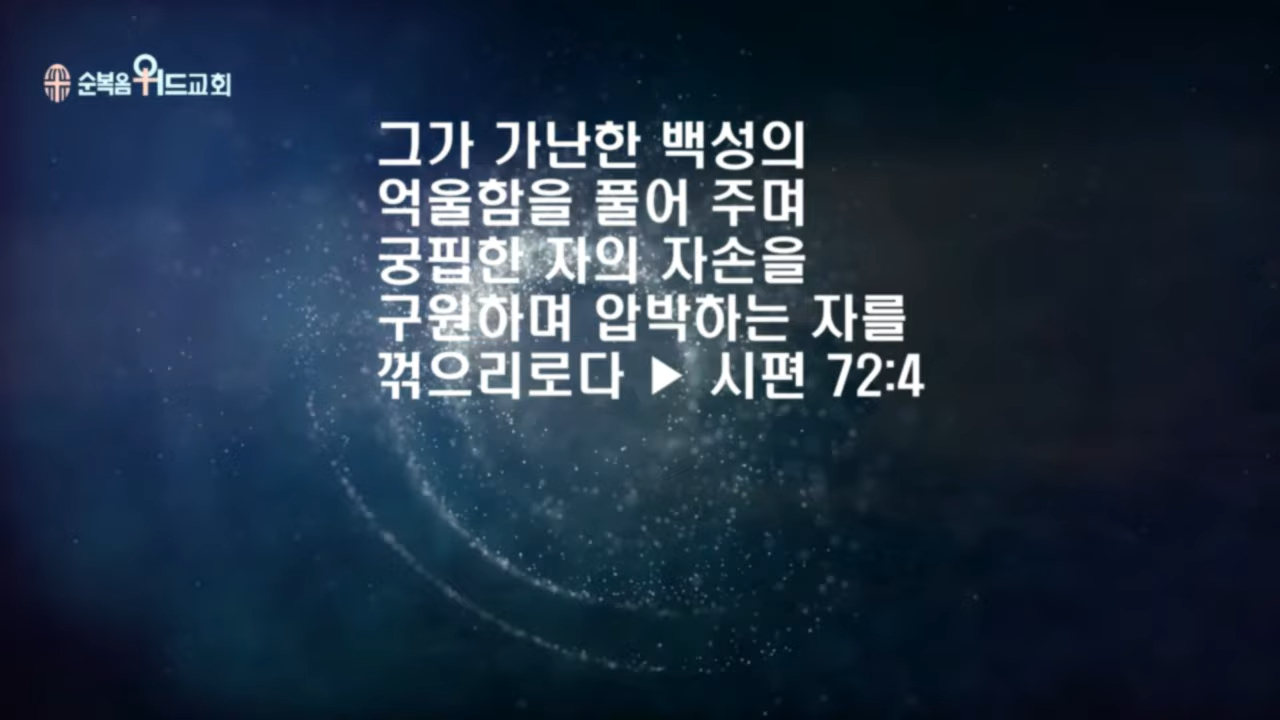 순복음워드교회
그가 가난한 백성의
억울함을 풀어 주며
궁핍한 자의 자손을
구원하며 압박하는 자를
꺾으리로다 ▶ 시편 72:4